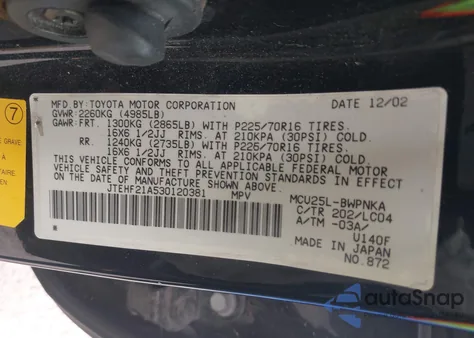 7
E GRAVE
MFD.BY:TOYOTA MOTOR CORPORATION DATE 12/02
GVWR:2260KG (4985LB)
GAWR:FRT. 1300KG (2865LB) WITH P225/70R16 TIRES.
16X6 1/2JJ RIMS. AT 210KPA (30PSI) COLD.
RR. 1240KG (2735LB) WITH P226/70R16 TIRES.
16X6 1/2JJ RIMS. AT 210KPA (30PSI) COLD.
THIS VEHICLE CONFORMS TO ALL APPLICABLE FEDERAL MOTOR
VEHICLE SAFETY AND THEFT PREVENTION STANDARDS IN
EFFECT ON THE DATE OF MANUFACTURE SHOWN ABOVE.
JTEHF21A530120381 MPV
MCU25L-BWPNKA
C/TR 202/LC04
A/TM -03A/
U140F
MADE IN JAPAN
NO.872
autoSnap